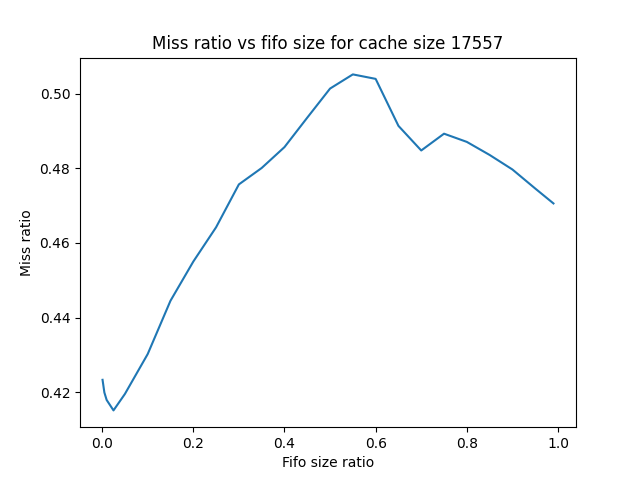 Miss ratio vs fifo size for cache size 17557
0.50
0.48
0.46
0.44
0.42
Miss ratio
0.0 0.2 0.4 0.6 0.8 1.0
Fifo size ratio